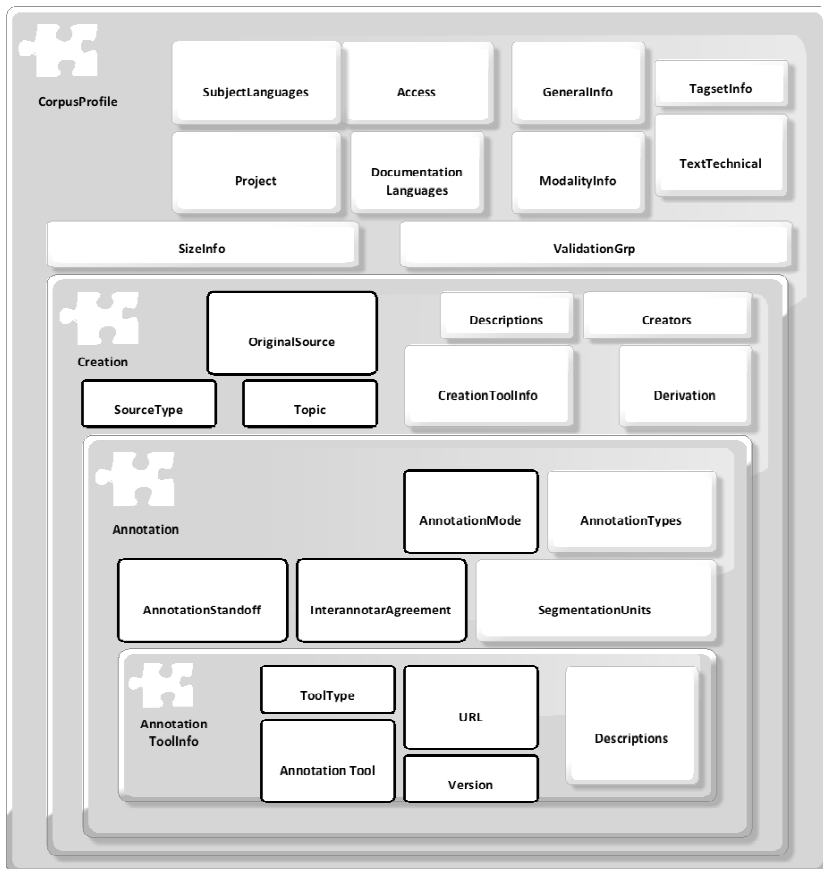 CorpusProfile
SubjectLanguages
Access
GeneralInfo
TagsetInfo
Project
Documentation
Languages
ModalityInfo
TextTechnical
SizeInfo
ValidationGrp
Creation
OriginalSource
Descriptions
Creators
SourceType
Topic
CreationToolInfo
Derivation
Annotation
AnnotationMode
AnnotationTypes
AnnotationStandoff
InterannotarAgreement
SegmentationUnits
Annotation
ToolInfo
ToolType
URL
Descriptions
Annotation Tool
Version